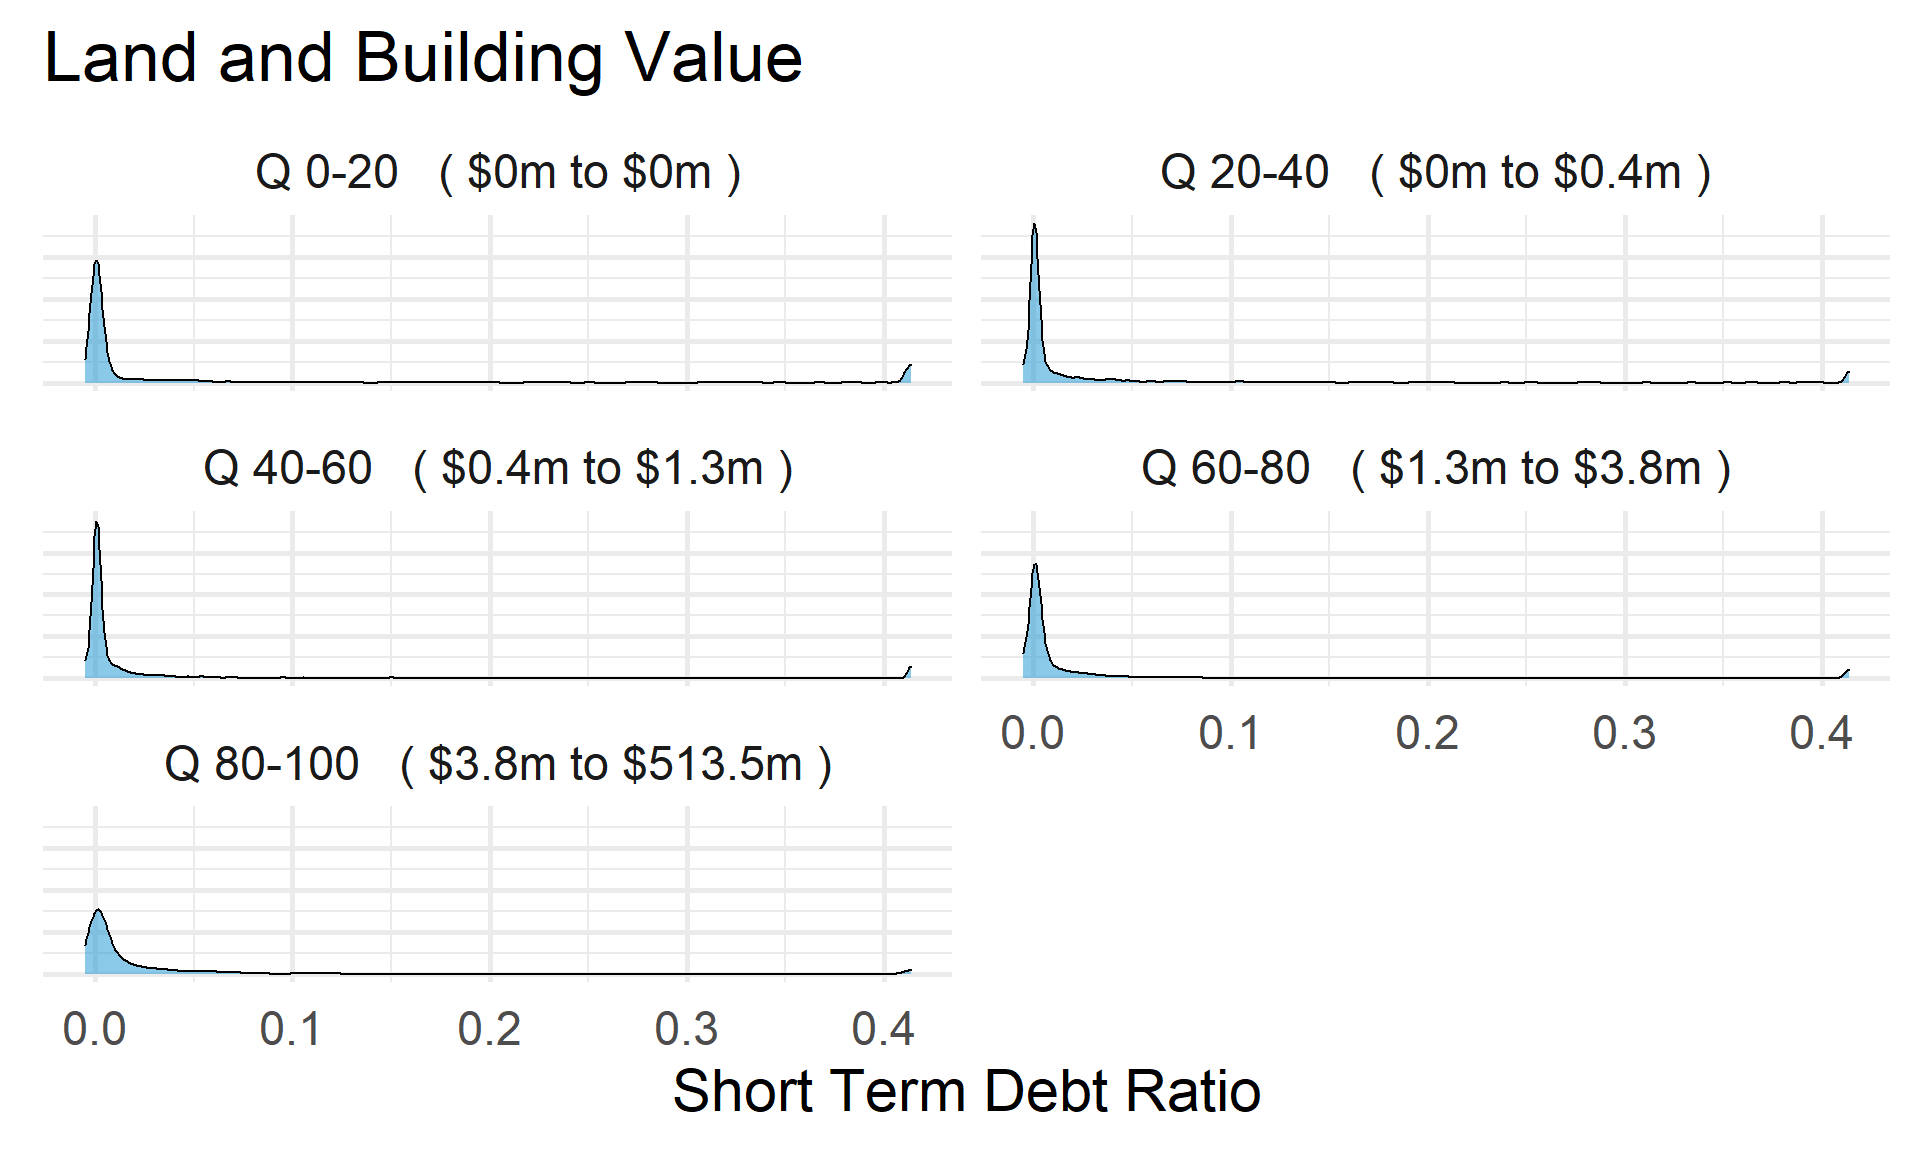 Land and Building Value
Q 0-20 ( $0m to $0m )
Q 20-40 ( $0m to $0.4m )
Q 40-60 ( $0.4m to $1.3m )
Q 60-80 ( $1.3m to $3.8m )
0.0 0.1 0.2 0.3 0.4
Q 80-100 ( $3.8m to $513.5m )
0.0 0.1 0.2 0.3 0.4
Short Term Debt Ratio